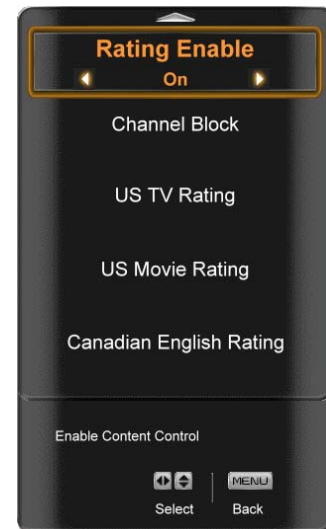 Rating Enable
On
Channel Block
US TV Rating
US Movie Rating
Canadian English Rating
Enable Content Control
MENU
Select
Back